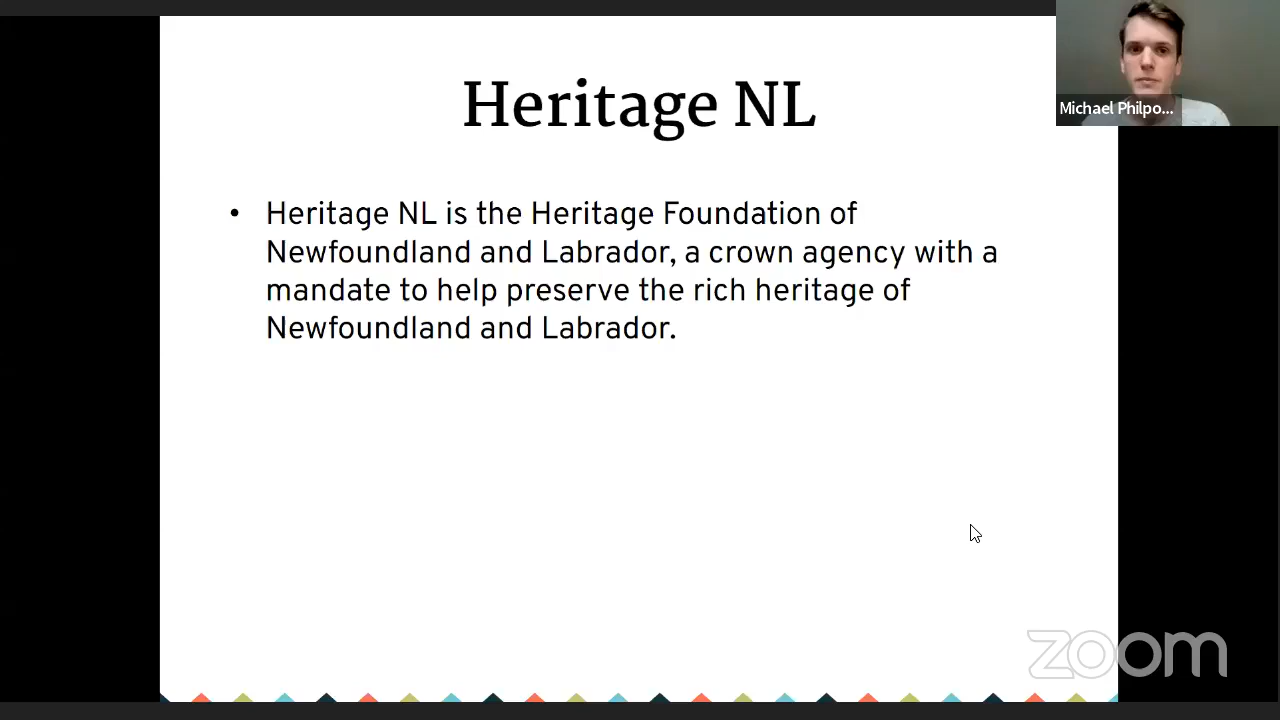 Heritage NL
Michael Philpo...
• Heritage NL is the Heritage Foundation of
Newfoundland and Labrador, a crown agency with a
mandate to help preserve the rich heritage of
Newfoundland and Labrador.
zoom